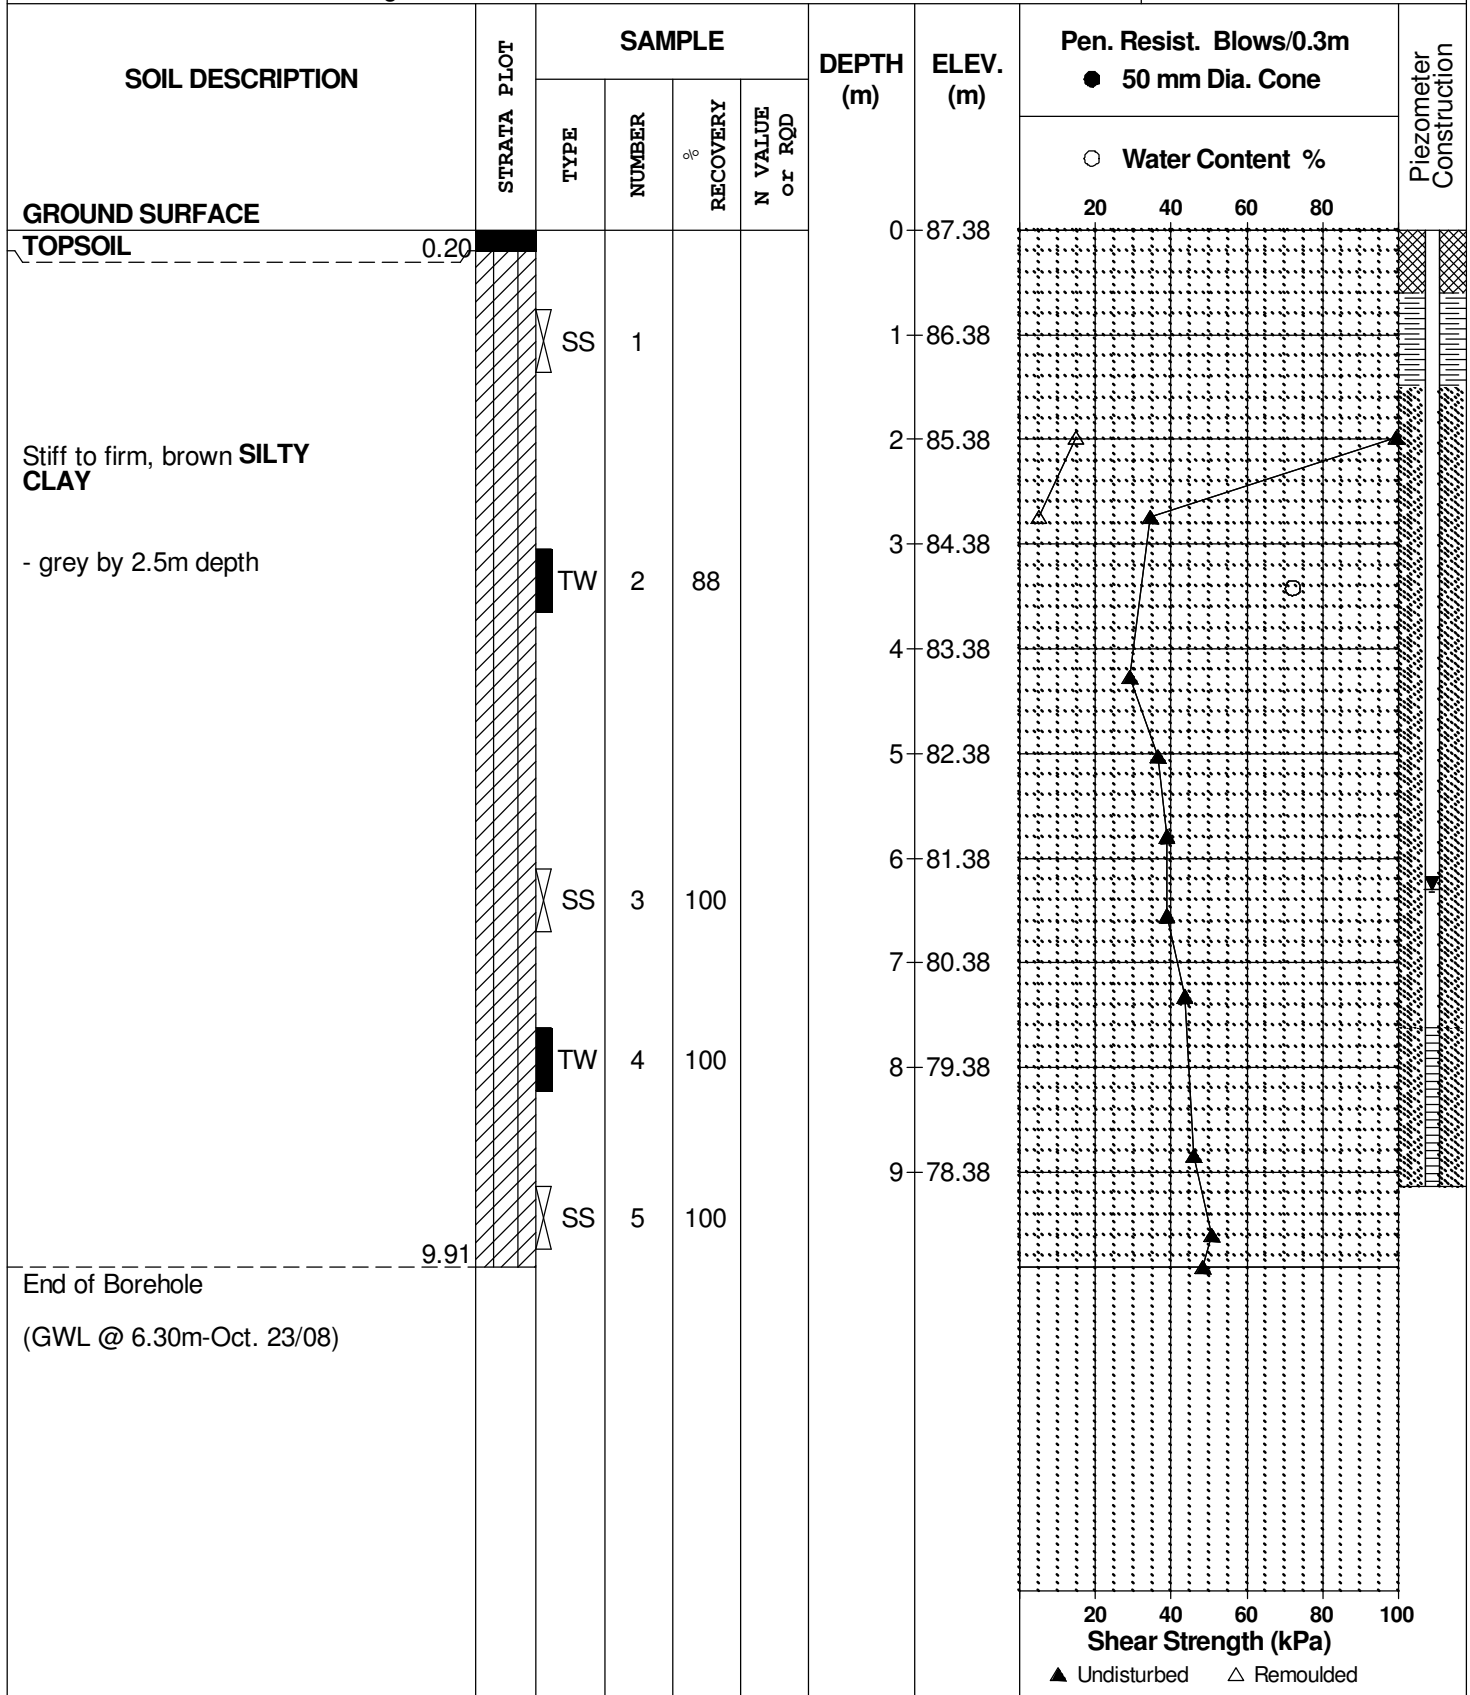 SOIL DESCRIPTION
STRATA PLOT
SAMPLE
TYPE
NUMBER
% RECOVERY
N VALUE or RQD
DEPTH (m)
ELEV. (m)
Pen. Resist. Blows/0.3m
● 50 mm Dia. Cone
○ Water Content %
Piezometer Construction
20 40 60 80
GROUND SURFACE
0 87.38
TOPSOIL 0.20
SS 1
1 86.38
2 85.38
Stiff to firm, brown SILTY
CLAY
3 84.38
- grey by 2.5m depth
TW 2 88
4 83.38
5 82.38
6 81.38
SS 3 100
7 80.38
TW 4 100
8 79.38
9 78.38
SS 5 100
9.91
End of Borehole
(GWL @ 6.30m-Oct. 23/08)
20 40 60 80 100
Shear Strength (kPa)
▲ Undisturbed △ Remoulded